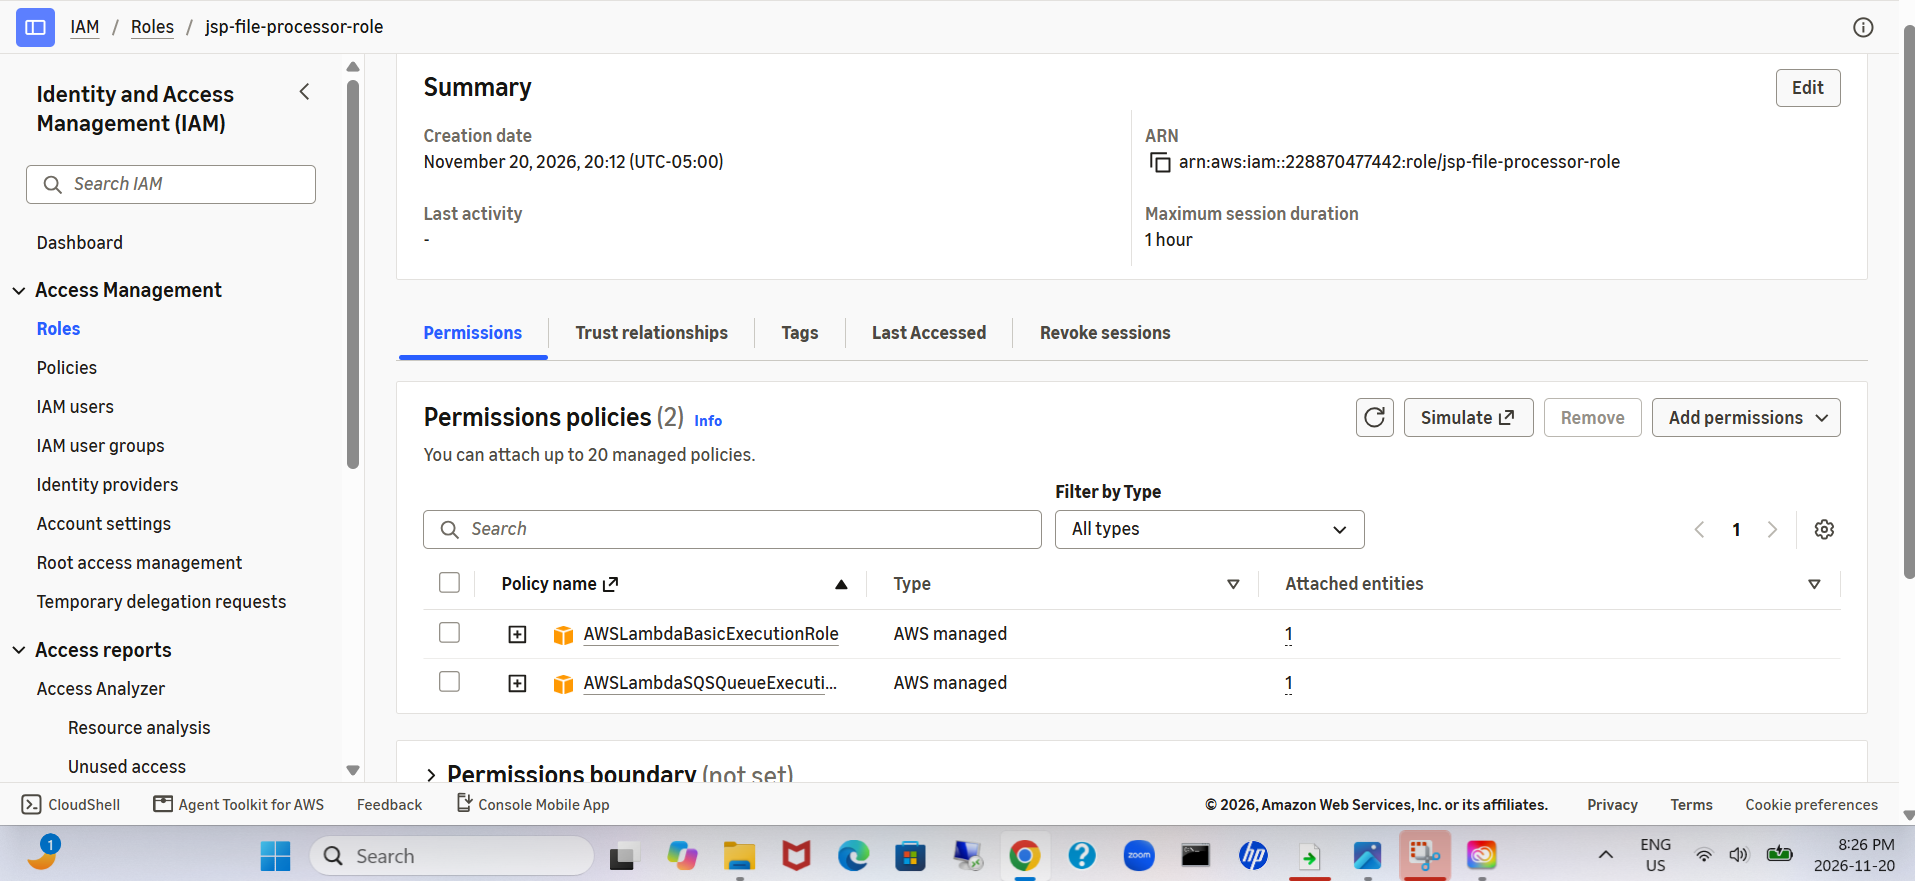 IAM / Roles / jsp-file-processor-role
Identity and Access
Management (IAM)
Search IAM
Dashboard
Access Management
Roles
Policies
IAM users
IAM user groups
Identity providers
Account settings
Root access management
Temporary delegation requests
Access reports
Access Analyzer
Resource analysis
Unused access
Summary
Edit
Creation date
November 20, 2026, 20:12 (UTC-05:00)
ARN
arn:aws:iam::228870477442:role/jsp-file-processor-role
Last activity
-
Maximum session duration
1 hour
Permissions
Trust relationships
Tags
Last Accessed
Revoke sessions
Permissions policies (2) Info
Simulate
Remove
Add permissions
You can attach up to 20 managed policies.
Filter by Type
Search
All types
1
Policy name Type Attached entities
AWSLambdaBasicExecutionRole AWS managed 1
AWSLambdaSQSQueueExecuti... AWS managed 1
Permissions boundary (not set)
CloudShell Agent Toolkit for AWS Feedback Console Mobile App
© 2026, Amazon Web Services, Inc. or its affiliates. Privacy Terms Cookie preferences
1
Search
zoom
hp
ENG
US
8:26 PM
2026-11-20